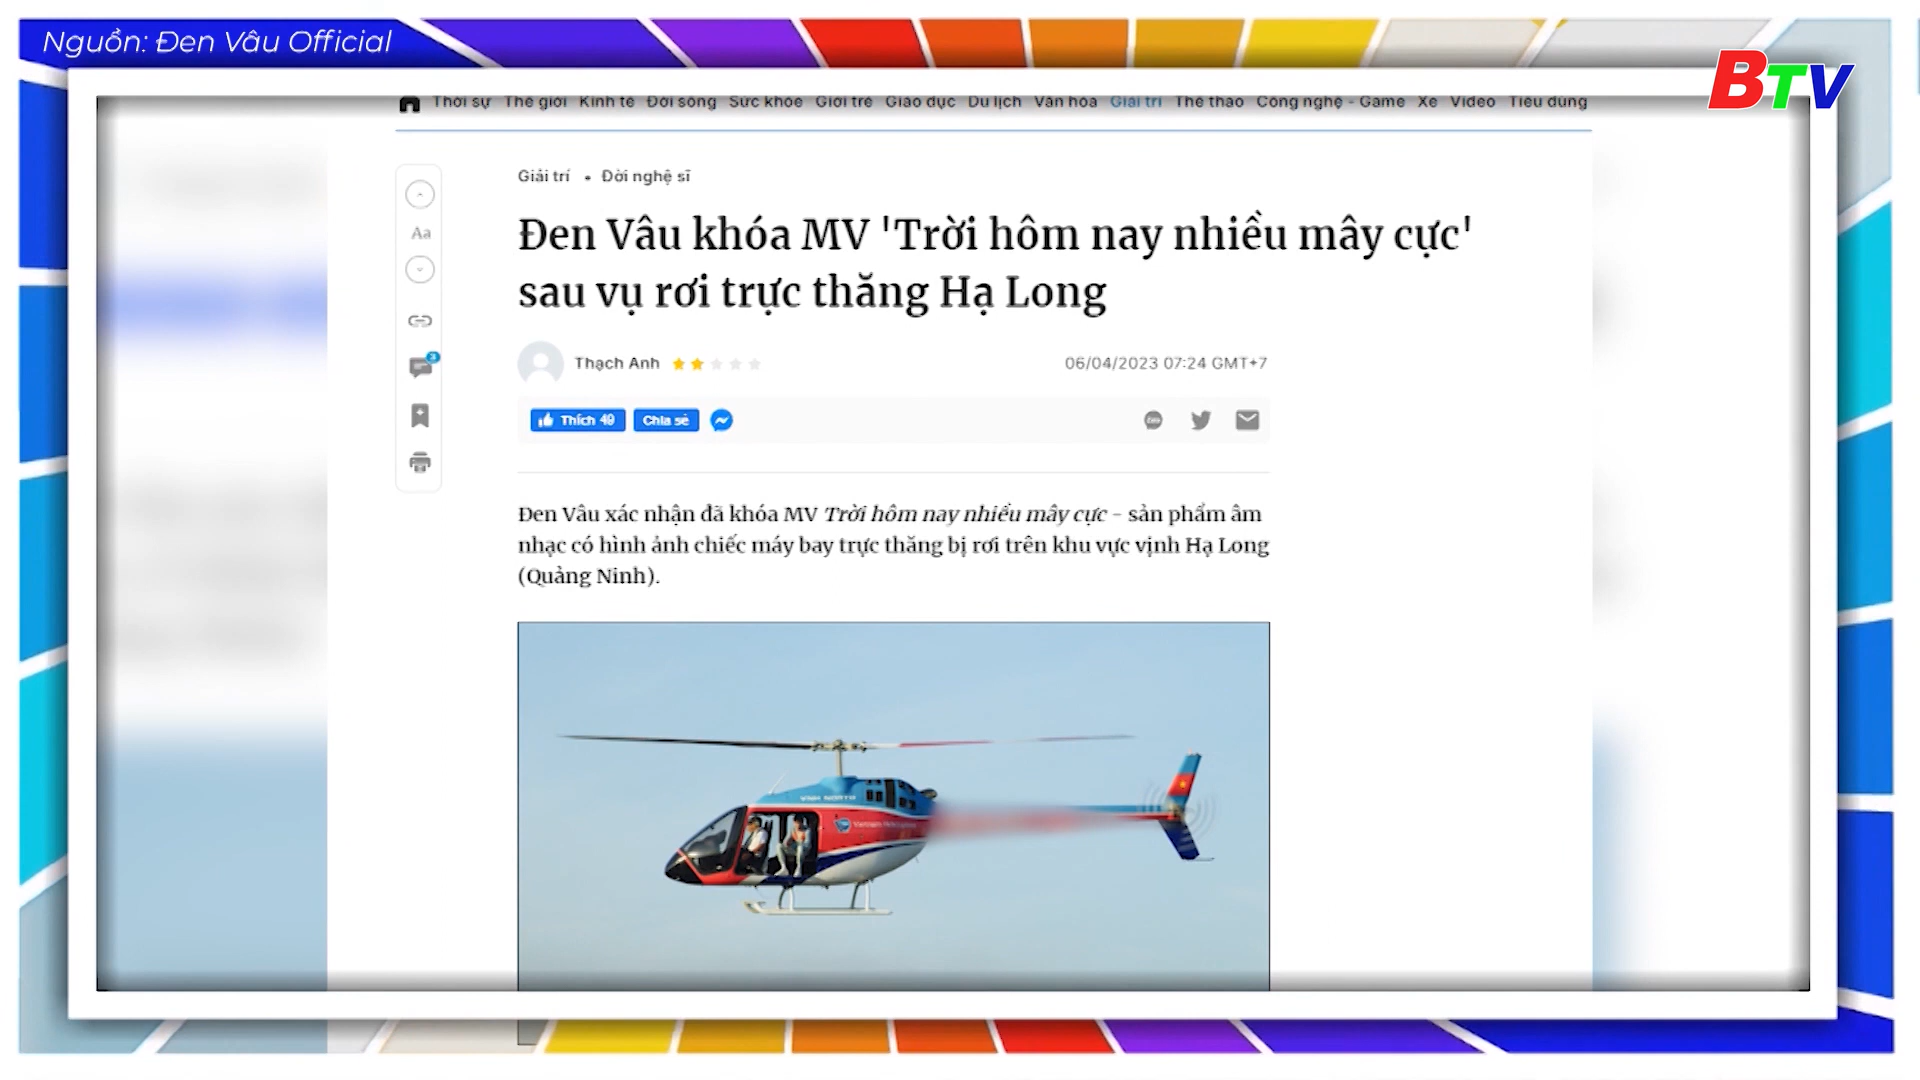 Nguồn: Đen Vâu Official
BTV
Thời sự Thế giới Kinh tế Đời sống Sức khỏe Giới trẻ Giáo dục Du lịch Văn hóa Giải trí Thể thao Công nghệ - Game Xe Video Tiêu dùng
Giải trí • Đời nghệ sĩ
Đen Vâu khóa MV 'Trời hôm nay nhiều mây cực'
sau vụ rơi trực thăng Hạ Long
Aa
3
Thạch Anh
06/04/2023 07:24 GMT+7
Thích 49 Chia sẻ
Đen Vâu xác nhận đã khóa MV Trời hôm nay nhiều mây cực - sản phẩm âm
nhạc có hình ảnh chiếc máy bay trực thăng bị rơi trên khu vực vịnh Hạ Long
(Quảng Ninh).